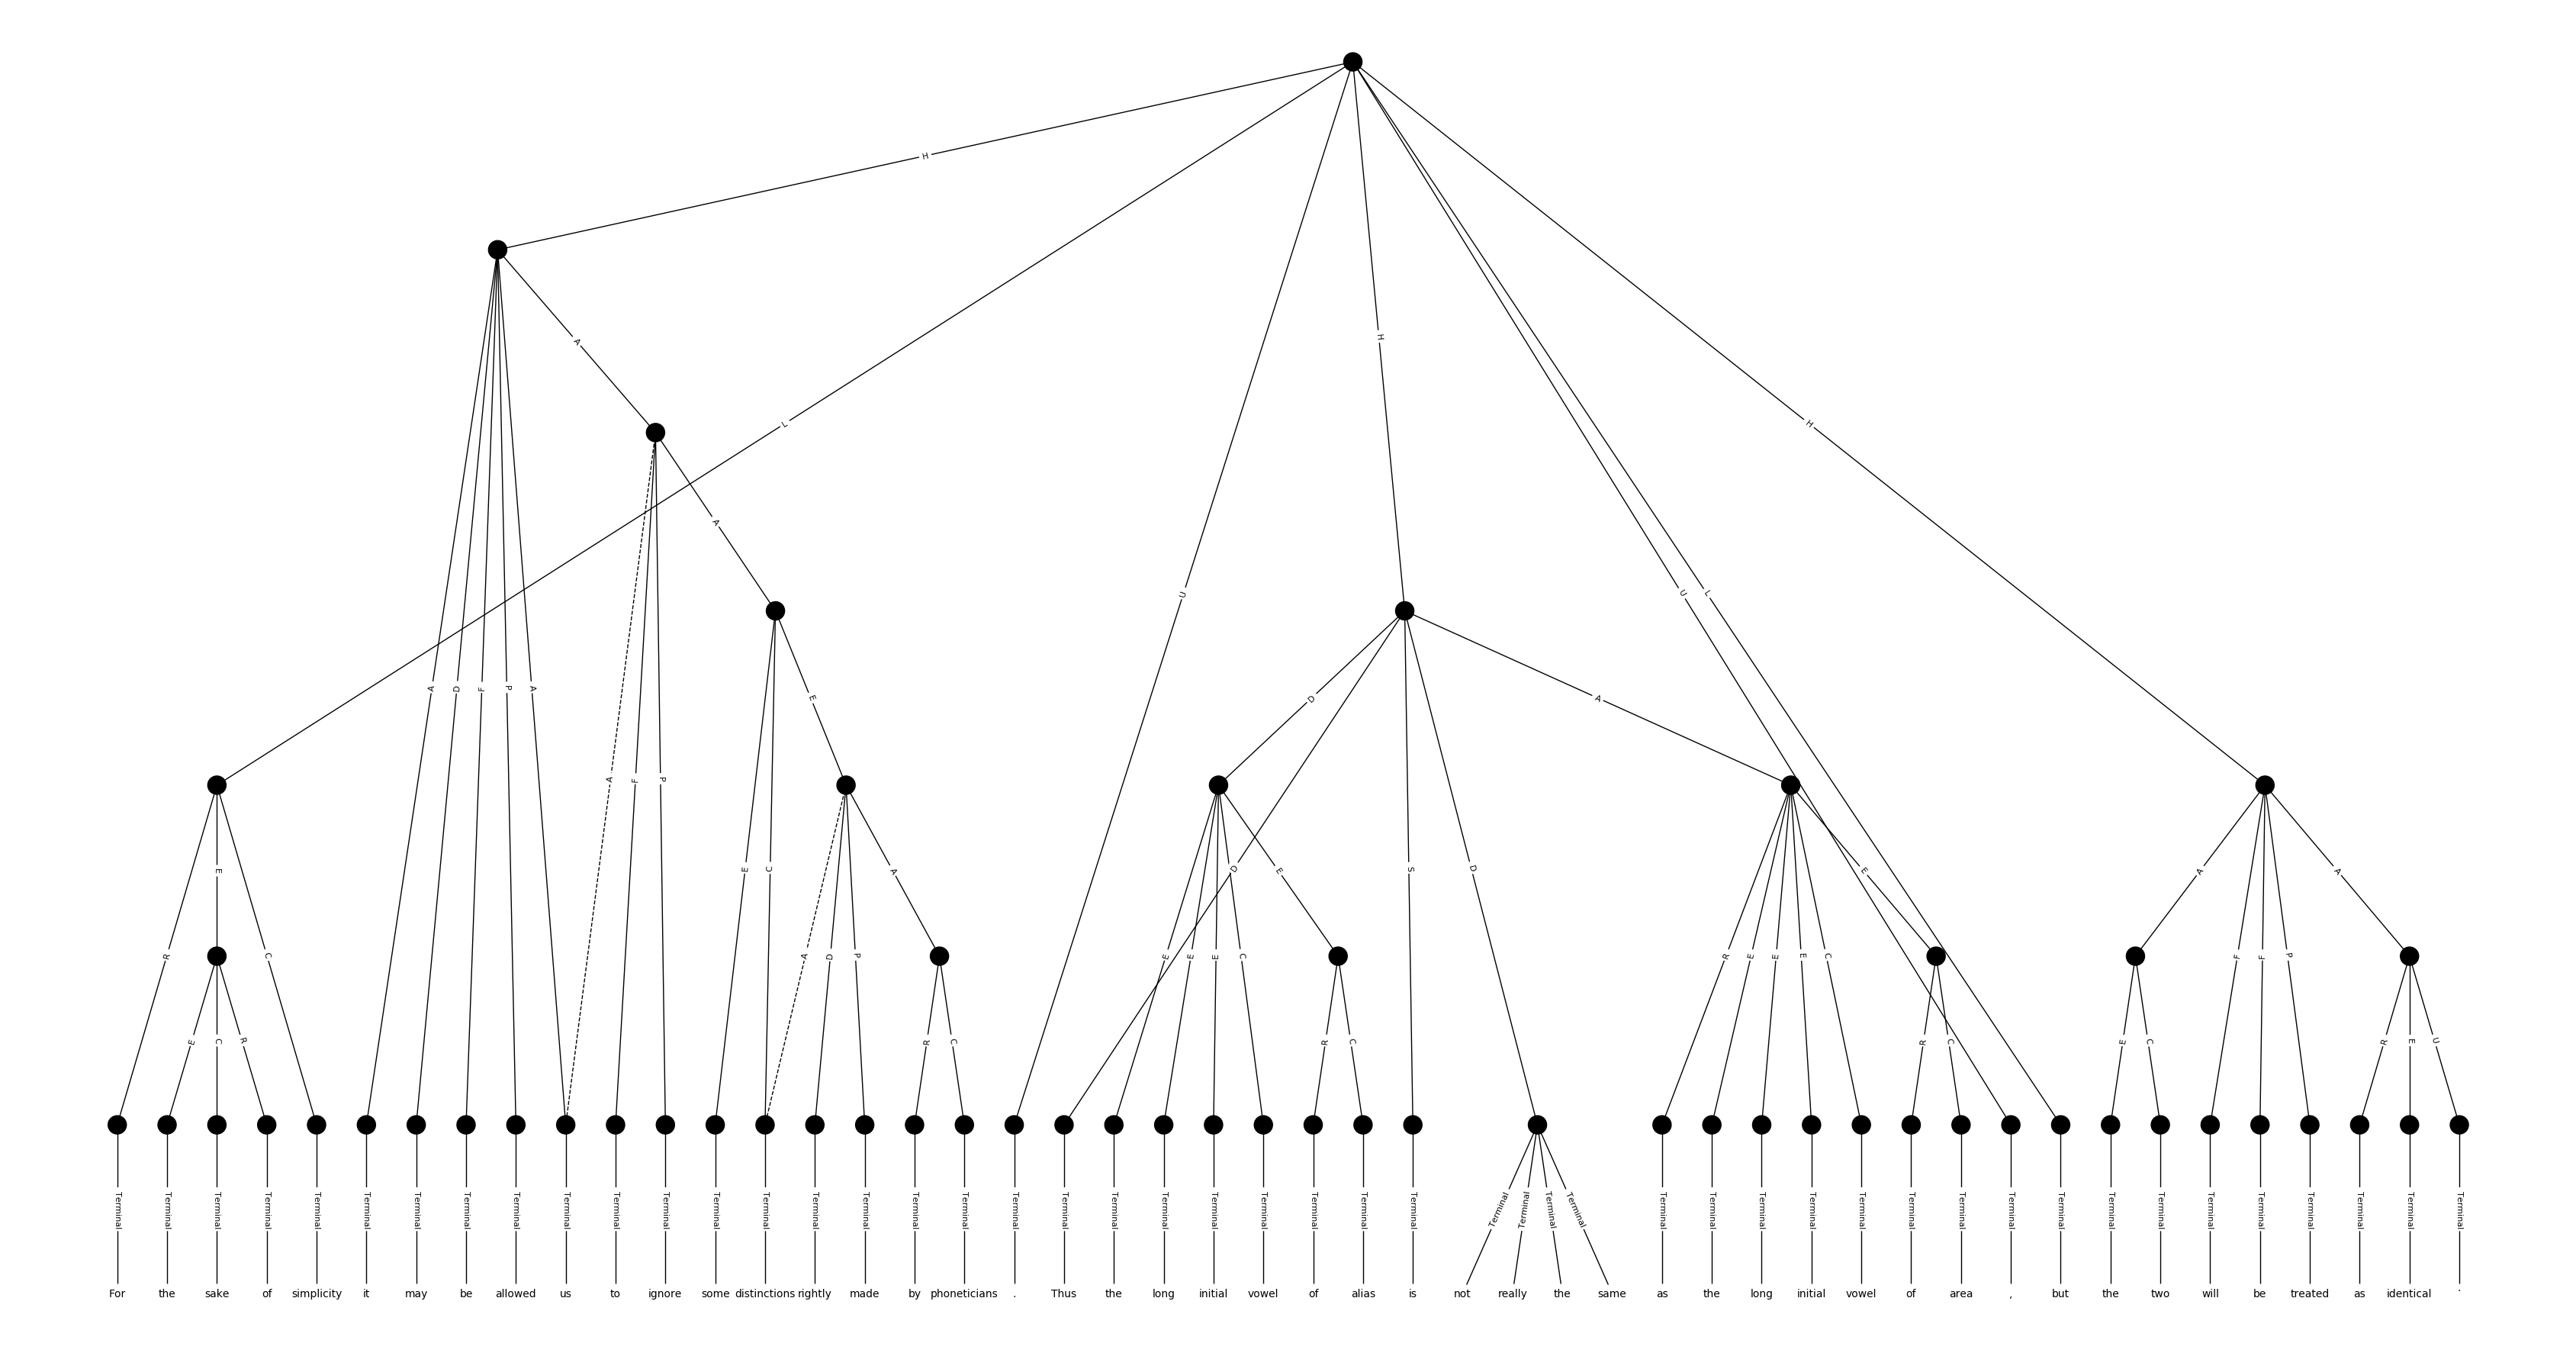 H
H
A
L
H
A
U
U
L
A
A
D
F
P
A
E
D
A
A
F
P
E
E
C
A
D
E
S
D
E
A
A
R
C
A
D
P
E
E
E
C
R
E
E
E
C
F
F
P
E
C
R
R
C
R
C
R
C
E
C
R
E
U
Terminal Terminal Terminal Terminal Terminal Terminal Terminal Terminal Terminal Terminal Terminal Terminal Terminal Terminal Terminal Terminal Terminal Terminal Terminal Terminal Terminal Terminal Terminal Terminal Terminal Terminal Terminal Terminal Terminal Terminal Terminal Terminal Terminal Terminal Terminal Terminal Terminal Terminal Terminal Terminal Terminal Terminal Terminal Terminal Terminal Terminal Terminal Terminal
For the sake of simplicity it may be allowed us to ignore some distinctions rightly made by phoneticians . Thus the long initial vowel of alias is not really the same as the long initial vowel of area , but the two will be treated as identical .